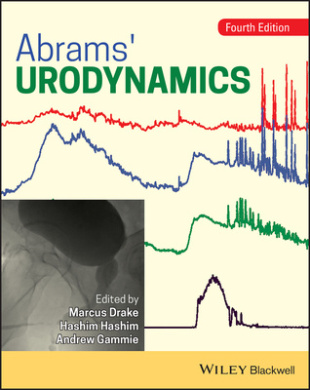 Fourth Edition
Abrams'
URODYNAMICS
Edited by
Marcus Drake
Hashim Hashim
Andrew Gammie
WILEY Blackwell